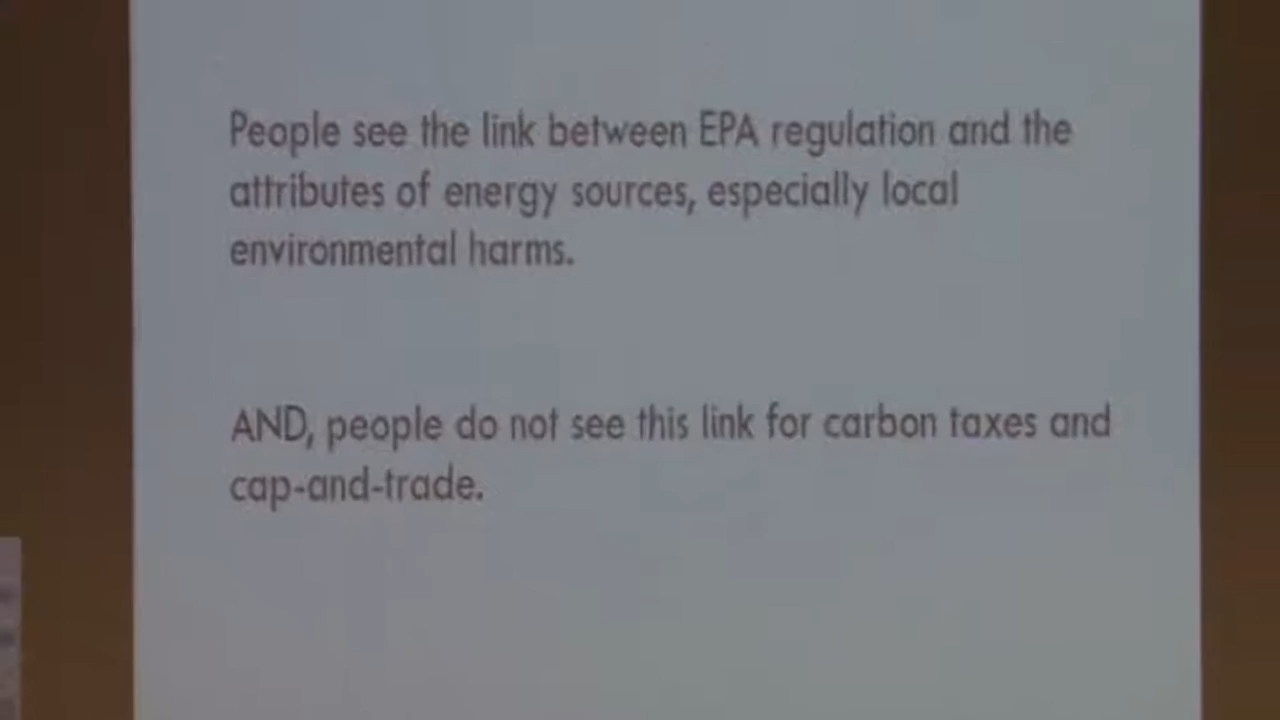 People see the link between EPA regulation and the
attributes of energy sources, especially local
environmental harms.
AND, people do not see this link for carbon taxes and
cap-and-trade.